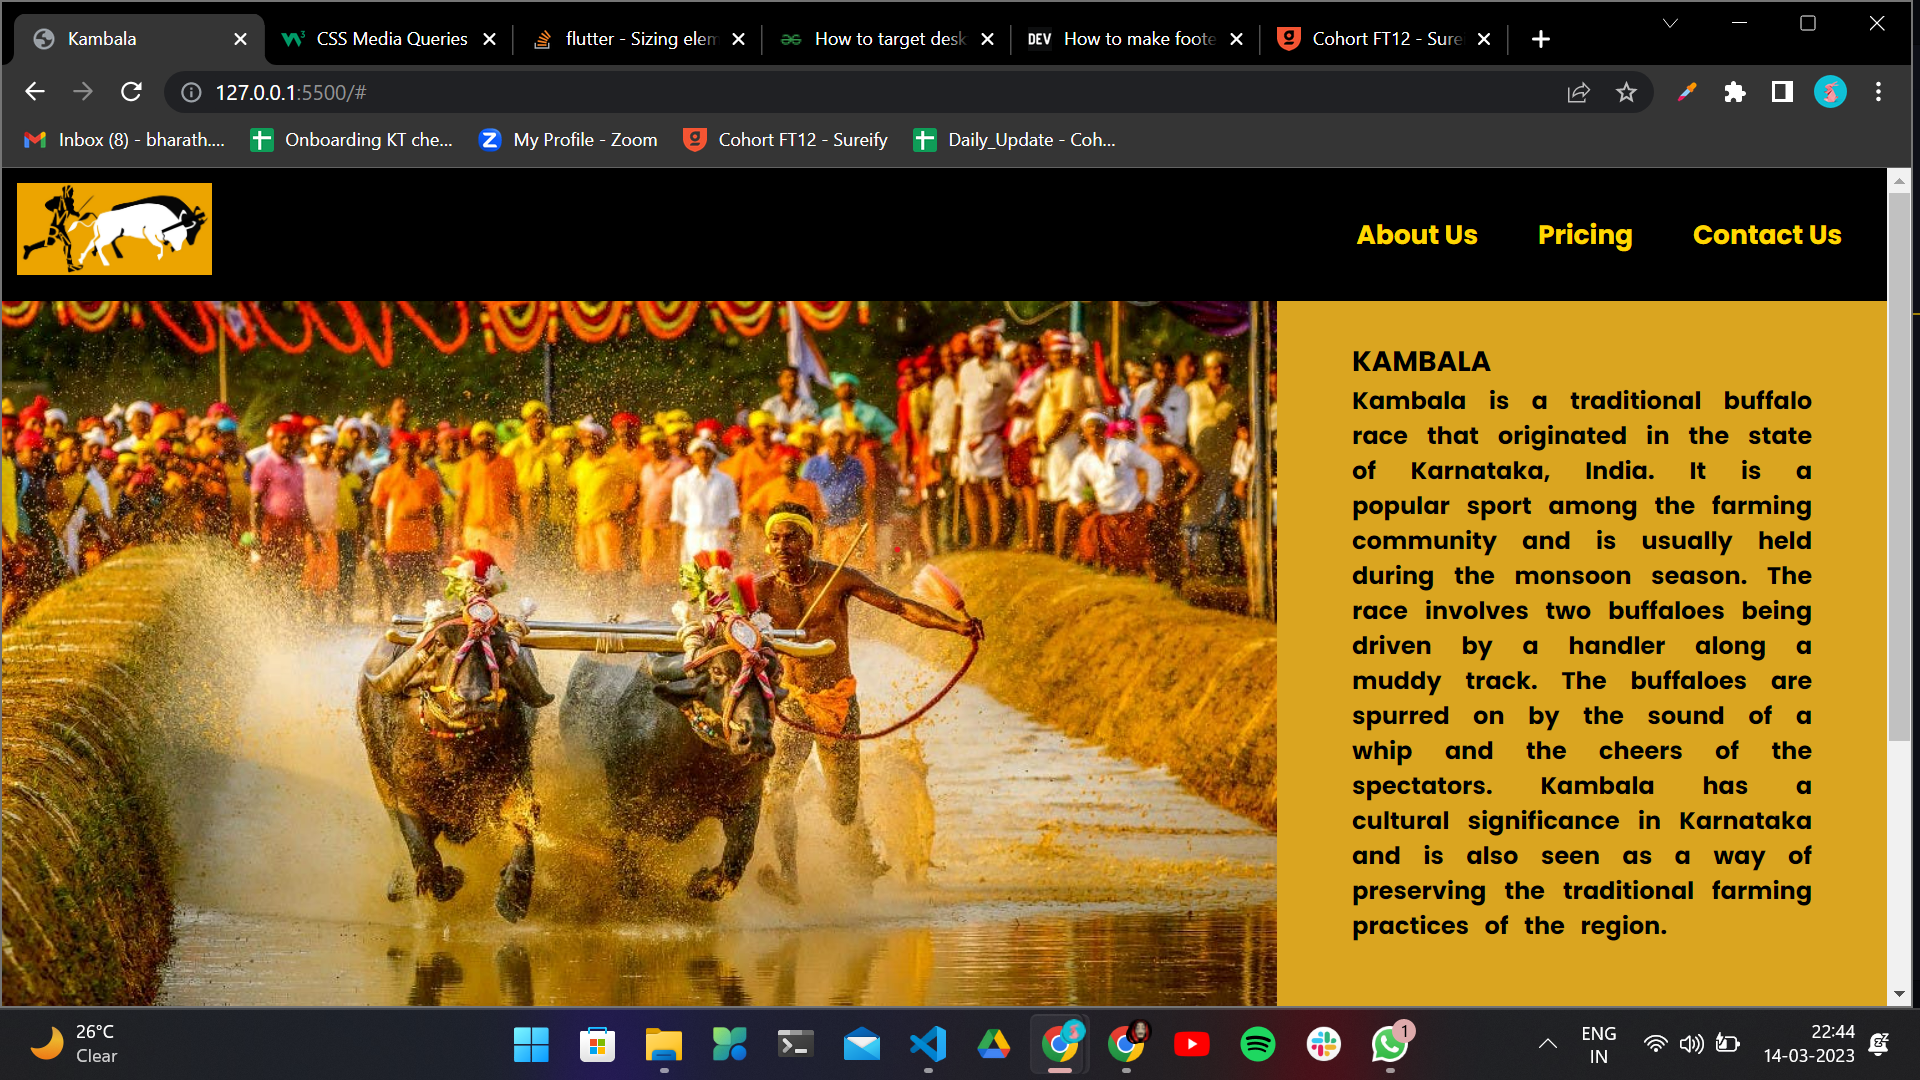 Kambala
CSS Media Queries
flutter - Sizing elem
How to target desk
DEV How to make foote
Cohort FT12 - Surei
127.0.0.1:5500/#
Inbox (8) - bharath....
Onboarding KT che...
My Profile - Zoom
Cohort FT12 - Sureify
Daily_Update - Coh...
About Us
Pricing
Contact Us
KAMBALA
Kambala is a traditional buffalo
race that originated in the state
of Karnataka, India. It is a
popular sport among the farming
community and is usually held
during the monsoon season. The
race involves two buffaloes being
driven by a handler along a
muddy track. The buffaloes are
spurred on by the sound of a
whip and the cheers of the
spectators. Kambala has a
cultural significance in Karnataka
and is also seen as a way of
preserving the traditional farming
practices of the region.
26°C
Clear
1
ENG
IN
22:44
14-03-2023